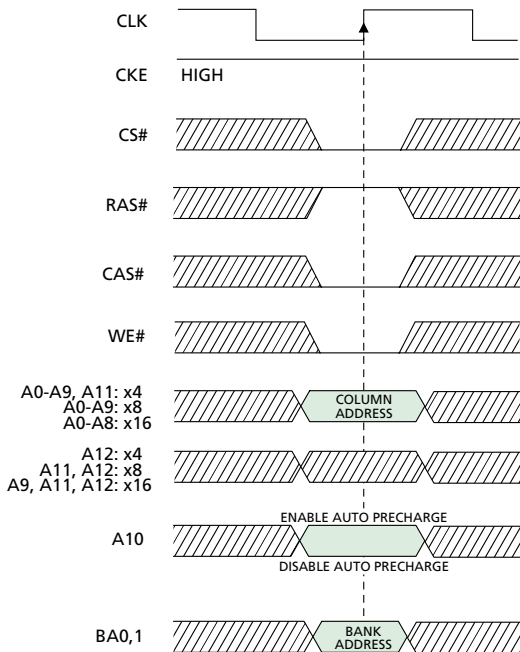 CLK
CKE HIGH
CS#
RAS#
CAS#
WE#
A0-A9, A11: x4
A0-A9: x8
A0-A8: x16
COLUMN
ADDRESS
A12: x4
A11, A12: x8
A9, A11, A12: x16
ENABLE AUTO PRECHARGE
A10
DISABLE AUTO PRECHARGE
BA0,1
BANK
ADDRESS